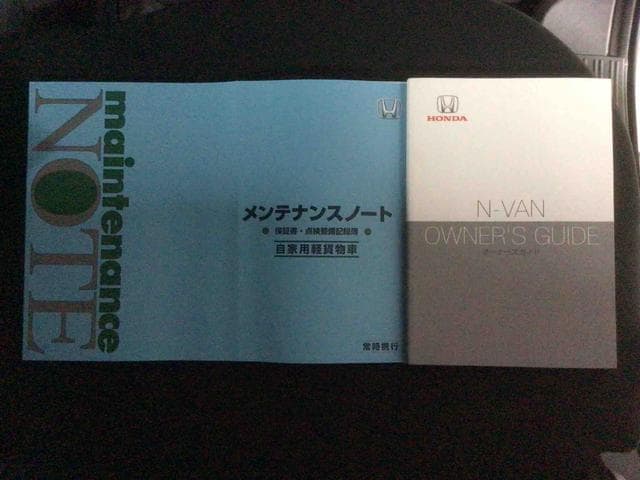 maintenance
NOTE
メンテナンスノート
保証書・点検整備記録簿
自家用軽貨物車
常時携行
HONDA
N-VAN
OWNER'S GUIDE
オーナーズガイド